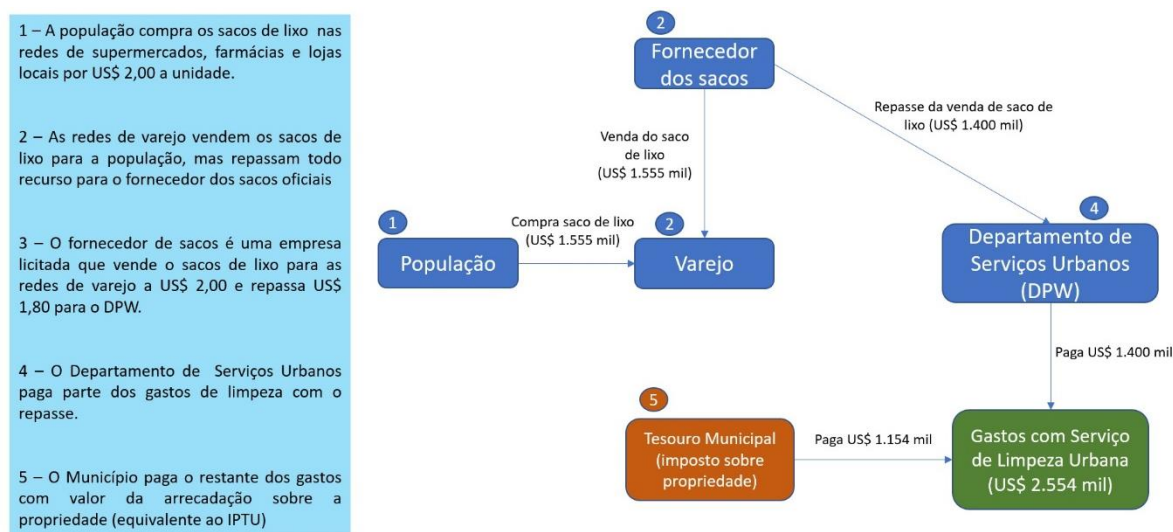 1 – A população compra os sacos de lixo nas
redes de supermercados, farmácias e lojas
locais por US$ 2,00 a unidade.
2 – As redes de varejo vendem os sacos de
lixo para a população, mas repassam todo
recurso para o fornecedor dos sacos oficiais
3 – O fornecedor de sacos é uma empresa
licitada que vende o sacos de lixo para as
redes de varejo a US$ 2,00 e repassa US$
1,80 para o DPW.
4 – O Departamento de Serviços Urbanos
paga parte dos gastos de limpeza com o
repasse.
5 – O Município paga o restante dos gastos
com valor da arrecadação sobre a
propriedade (equivalente ao IPTU)
2
Fornecedor
dos sacos
Repasse da venda de saco de
lixo (US$ 1.400 mil)
Venda do saco
de lixo
(US$ 1.555 mil)
1
População
Compra saco de lixo
(US$ 1.555 mil)
2
Varejo
4
Departamento de
Serviços Urbanos
(DPW)
Paga US$ 1.400 mil
5
Tesouro Municipal
(imposto sobre
propriedade)
Paga US$ 1.154 mil
Gastos com Serviço
de Limpeza Urbana
(US$ 2.554 mil)